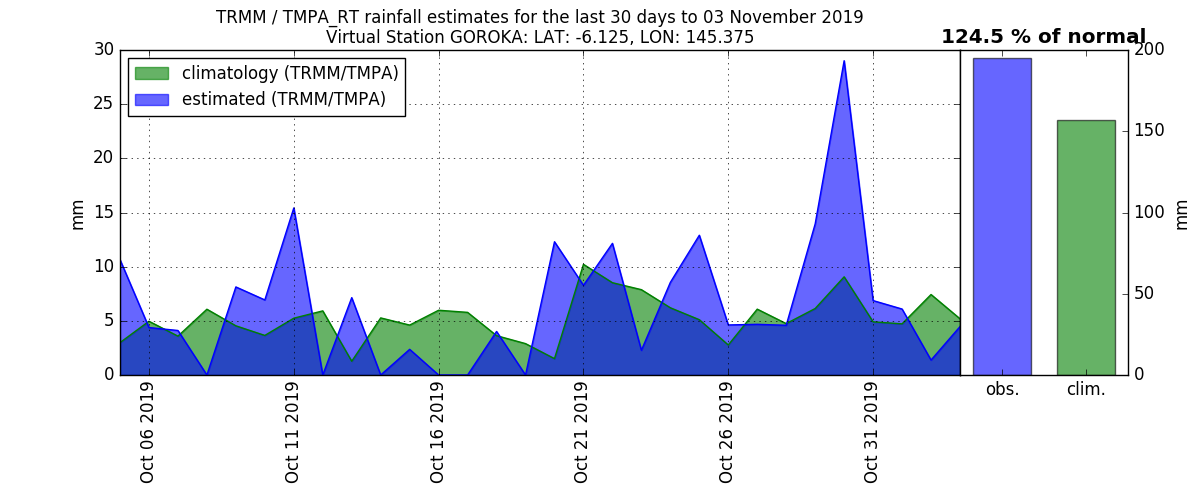 TRMM / TMPA_RT rainfall estimates for the last 30 days to 03 November 2019
Virtual Station GOROKA: LAT: -6.125, LON: 145.375
124.5 % of normal
climatology (TRMM/TMPA)
estimated (TRMM/TMPA)
30
25
20
15
10
5
0
mm
Oct 06 2019
Oct 11 2019
Oct 16 2019
Oct 21 2019
Oct 26 2019
Oct 31 2019
200
150
100
50
0
mm
obs.
clim.